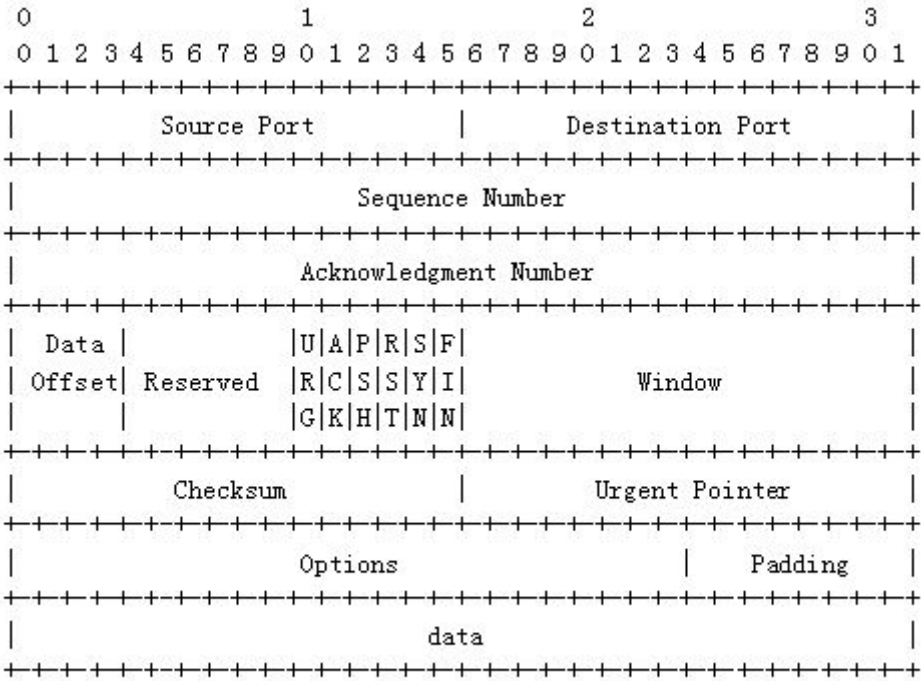 0                   1                   2                   3
0 1 2 3 4 5 6 7 8 9 0 1 2 3 4 5 6 7 8 9 0 1 2 3 4 5 6 7 8 9 0 1
+-+-+-+-+-+-+-+-+-+-+-+-+-+-+-+-+-+-+-+-+-+-+-+-+-+-+-+-+-+-+-+-+
|          Source Port          |       Destination Port        |
+-+-+-+-+-+-+-+-+-+-+-+-+-+-+-+-+-+-+-+-+-+-+-+-+-+-+-+-+-+-+-+-+
|                        Sequence Number                        |
+-+-+-+-+-+-+-+-+-+-+-+-+-+-+-+-+-+-+-+-+-+-+-+-+-+-+-+-+-+-+-+-+
|                    Acknowledgment Number                      |
+-+-+-+-+-+-+-+-+-+-+-+-+-+-+-+-+-+-+-+-+-+-+-+-+-+-+-+-+-+-+-+-+
|  Data |           |U|A|P|R|S|F|                               |
| Offset| Reserved  |R|C|S|S|Y|I|            Window             |
|       |           |G|K|H|T|N|N|                               |
+-+-+-+-+-+-+-+-+-+-+-+-+-+-+-+-+-+-+-+-+-+-+-+-+-+-+-+-+-+-+-+-+
|           Checksum            |         Urgent Pointer        |
+-+-+-+-+-+-+-+-+-+-+-+-+-+-+-+-+-+-+-+-+-+-+-+-+-+-+-+-+-+-+-+-+
|                    Options                    |    Padding    |
+-+-+-+-+-+-+-+-+-+-+-+-+-+-+-+-+-+-+-+-+-+-+-+-+-+-+-+-+-+-+-+-+
|                             data                              |
+-+-+-+-+-+-+-+-+-+-+-+-+-+-+-+-+-+-+-+-+-+-+-+-+-+-+-+-+-+-+-+-+